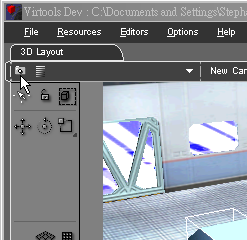 Virtools Dev : C:\Documents and Settings\Steph
File Resources Editors Options Help
3D Layout
New Car